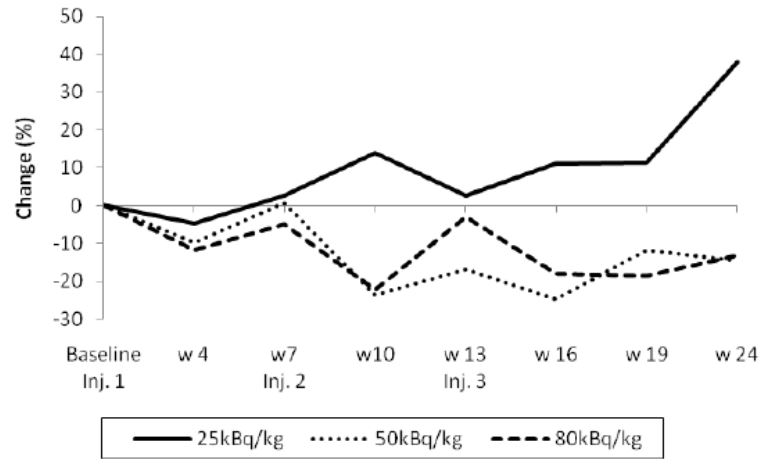 50
40
30
20
10
0
-10
-20
-30
Change (%)
Baseline w 4 w7 w10 w 13 w 16 w 19 w 24
Inj. 1 Inj. 2 Inj. 3
25kBq/kg 50kBq/kg 80kBq/kg